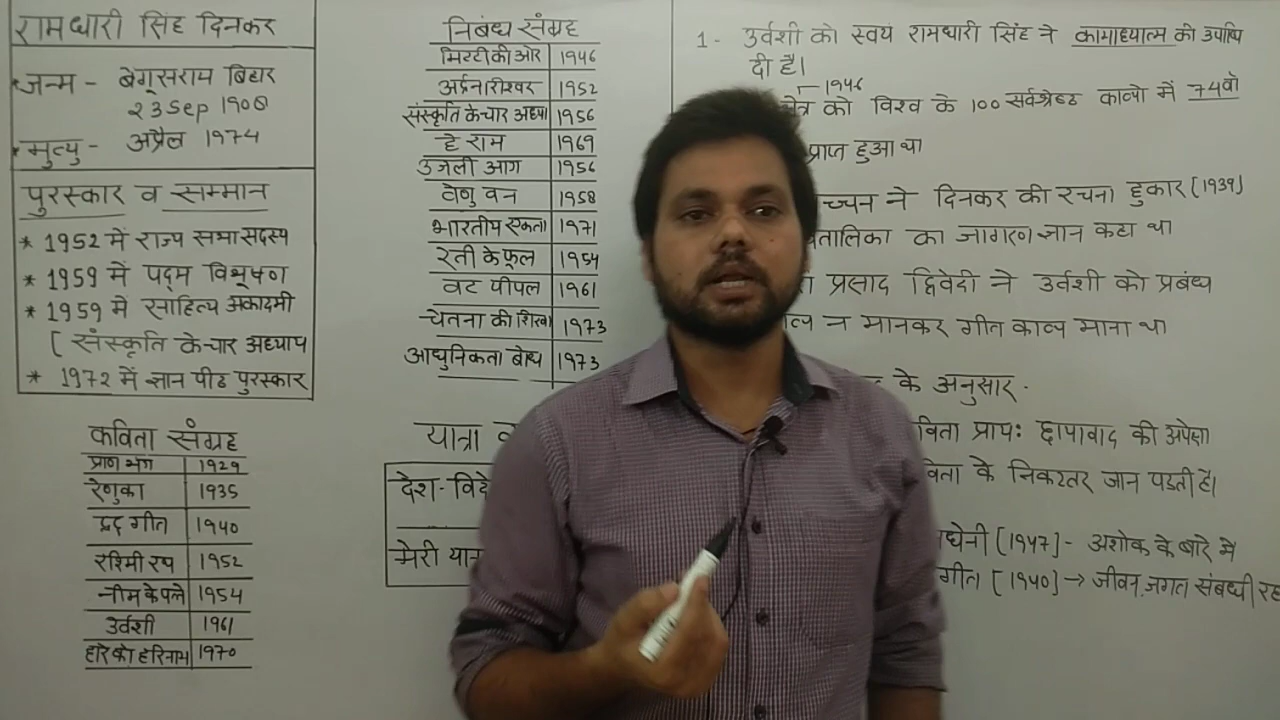 रामधारी सिंह दिनकर
*जन्म - बेगूसराय बिहार
23 Sep 1908
*मृत्यु - अप्रैल 1974
पुरस्कार व सम्मान
* 1952 में राज्य सभा सदस्य
* 1959 में पद्म विभूषण
* 1959 में साहित्य अकादमी
[ संस्कृति के चार अध्याय
* 1972 में ज्ञान पीठ पुरस्कार
कविता संग्रह
प्राण भंग 1929
रेणुका 1935
द्वंद गीत 1940
रश्मि रथ 1952
नीम के पत्ते 1954
उर्वशी 1961
हारे को हरिनाम 1970
निबंध संग्रह
मिट्टी की ओर 1946
अर्द्धनारीश्वर 1952
संस्कृति के चार अध्या 1956
हे राम 1969
उजली आग 1956
वेणु वन 1958
भारतीय एकता 1971
रेती के फूल 1954
वट पीपल 1961
चेतना की शिखा 1973
आधुनिकता बोध 1973
यात्रा व
देश-विदे
मेरी यान
1- उर्वशी को स्वयं रामधारी सिंह ने कामाध्यात्म की उपाधि
दी है।
1946
क्षेत्र को विश्व के 100 सर्वश्रेष्ठ काव्यो में 74वाँ
प्राप्त हुआ था
च्चन ने दिनकर की रचना हुंकार [1939]
तालिका का जागरण ज्ञान कहा था
प्रसाद द्विवेदी ने उर्वशी को प्रबंध
व्य न मानकर गीत काव्य माना था
के अनुसार -
विता प्रायः छायावाद की अपेक्षा
विता के निकटतर जान पडती है।
धेनी [1947] - अशोक के बारे में
गीत [1940] → जीवन, जगत संबधी रह